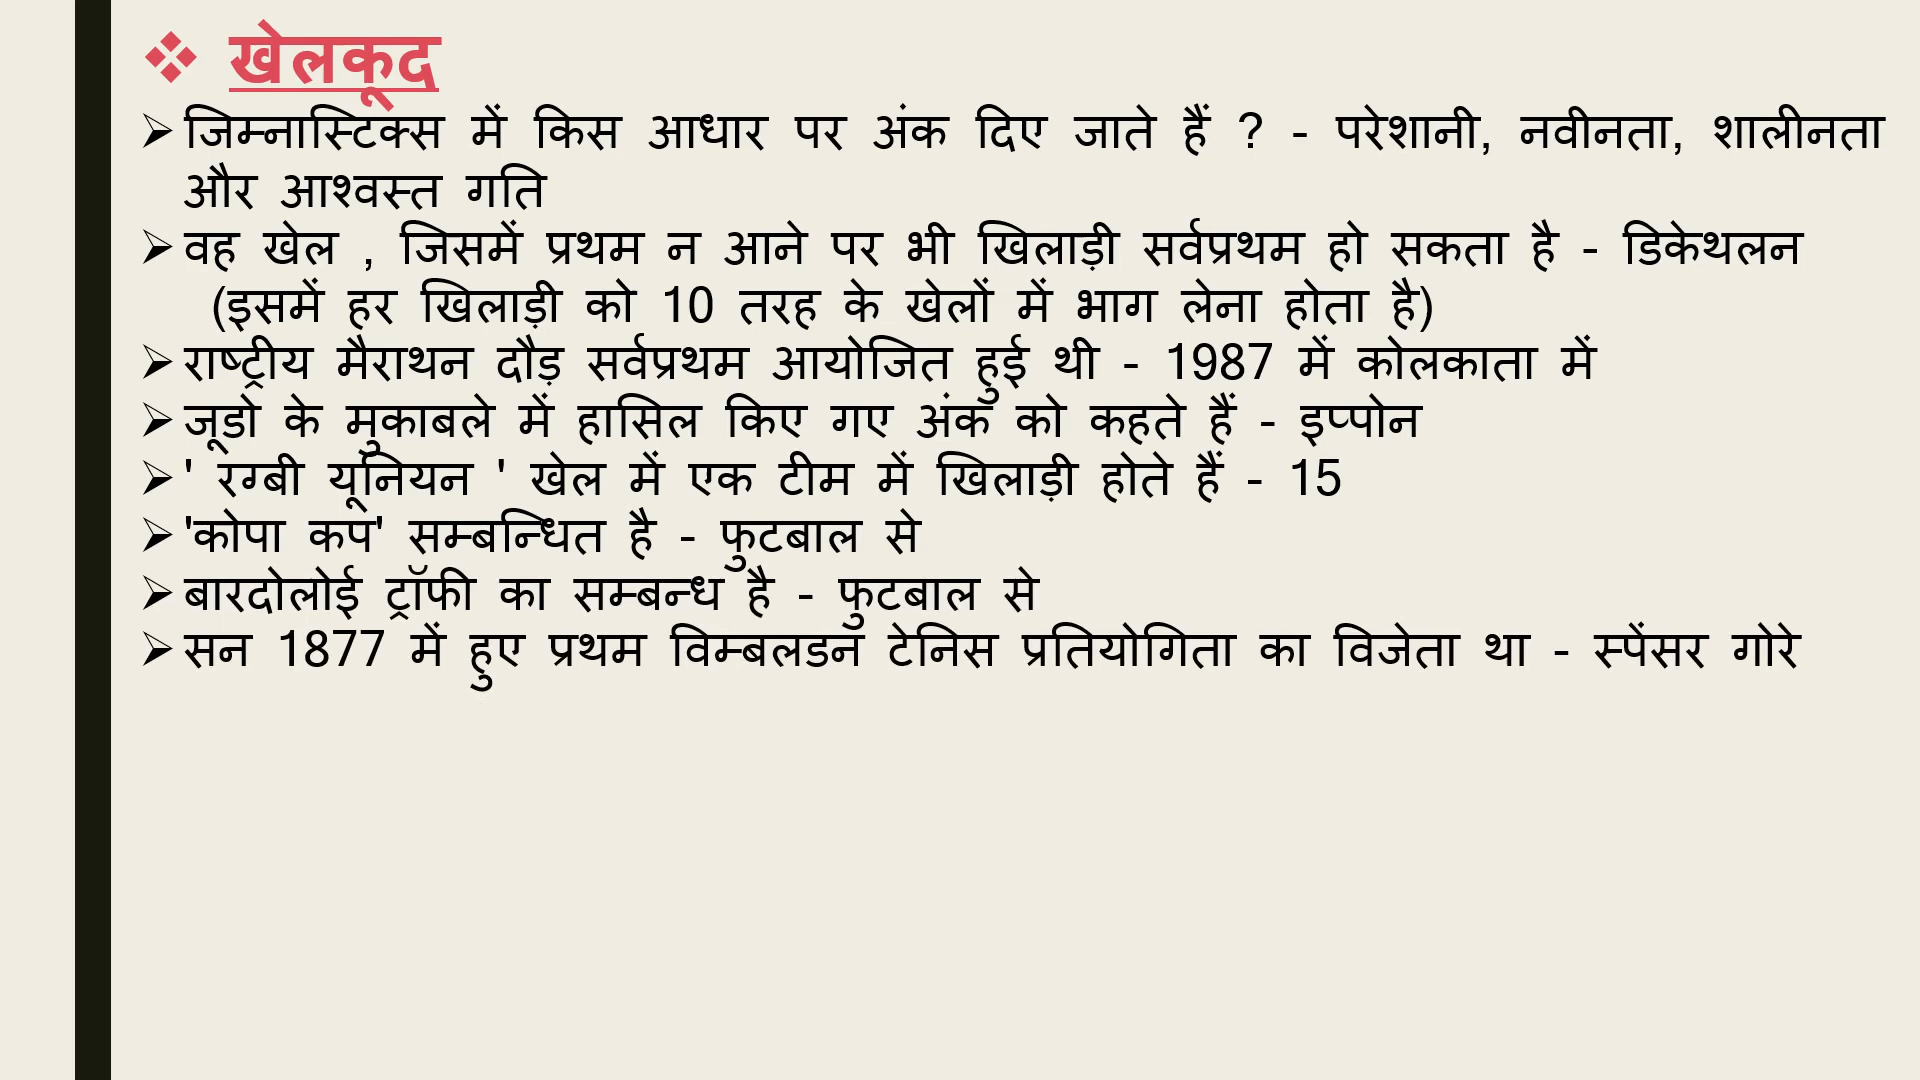 खेलकूद
जिम्नास्टिक्स में किस आधार पर अंक दिए जाते हैं ? - परेशानी, नवीनता, शालीनता
और आश्वस्त गति
वह खेल , जिसमें प्रथम न आने पर भी खिलाड़ी सर्वप्रथम हो सकता है - डिकेथलन
(इसमें हर खिलाड़ी को 10 तरह के खेलों में भाग लेना होता है)
राष्ट्रीय मैराथन दौड़ सर्वप्रथम आयोजित हुई थी - 1987 में कोलकाता में
जूडो के मुकाबले में हासिल किए गए अंक को कहते हैं - इप्पोन
' रग्बी यूनियन ' खेल में एक टीम में खिलाड़ी होते हैं - 15
'कोपा कप' सम्बन्धित है - फुटबाल से
बारदोलोई ट्रॉफी का सम्बन्ध है - फुटबाल से
सन 1877 में हुए प्रथम विम्बलडन टेनिस प्रतियोगिता का विजेता था - स्पेंसर गोरे